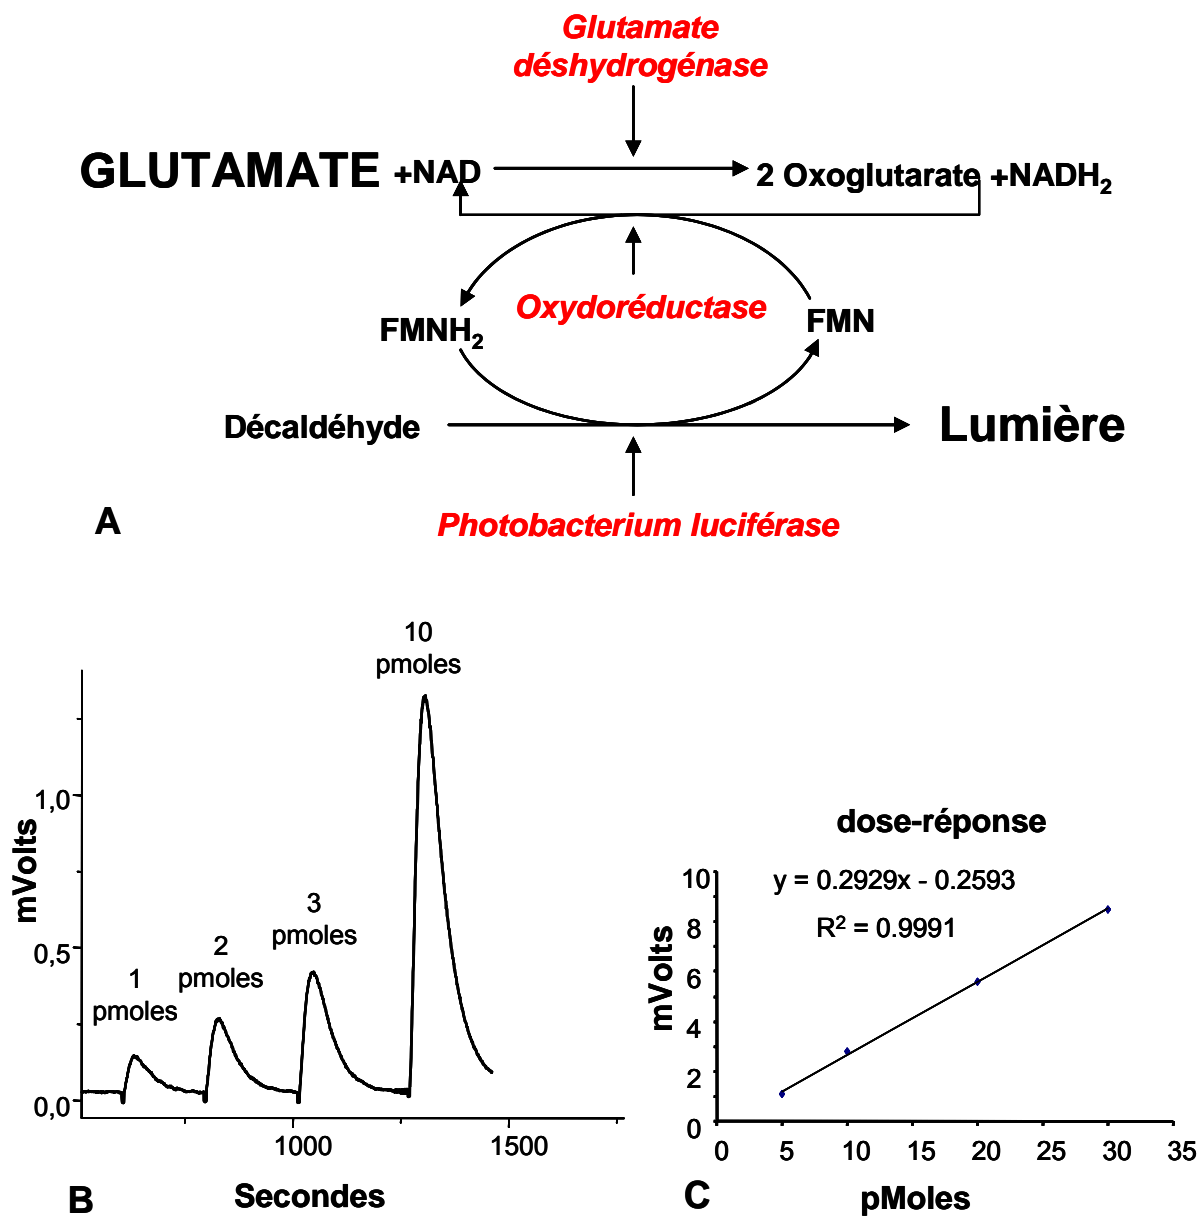 Glutamate
déshydrogénase
GLUTAMATE +NAD
2 Oxoglutarate +NADH₂
Oxydoréductase
FMNH₂
FMN
Décaldéhyde
Lumière
A
Photobacterium luciférase
10
pmoles
3
pmoles
2
pmoles
1
pmoles
1,0
0,5
0,0
mVolts
1000
1500
B
Secondes
dose-réponse
y = 0.2929x - 0.2593
R² = 0.9991
10
8
6
4
2
0
mVolts
0 5 10 15 20 25 30 35
C
pMoles